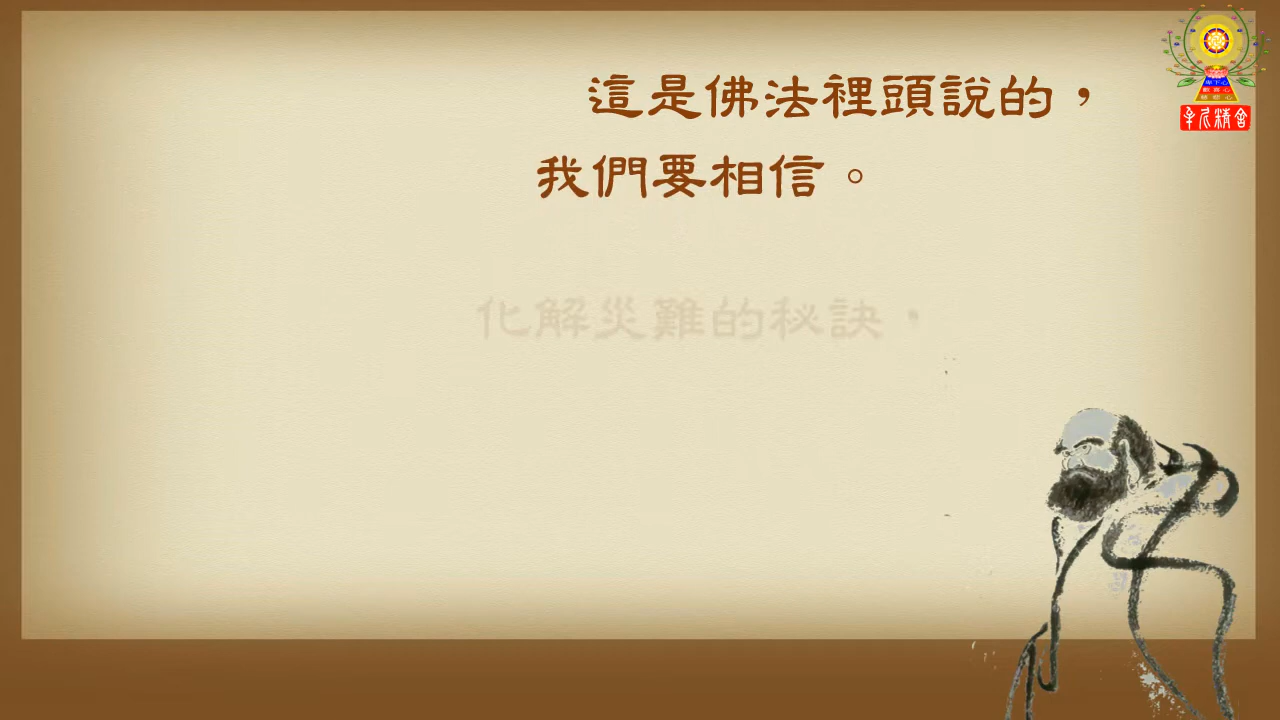 這是佛法裡頭說的，
我們要相信。
化解災難的秘訣，